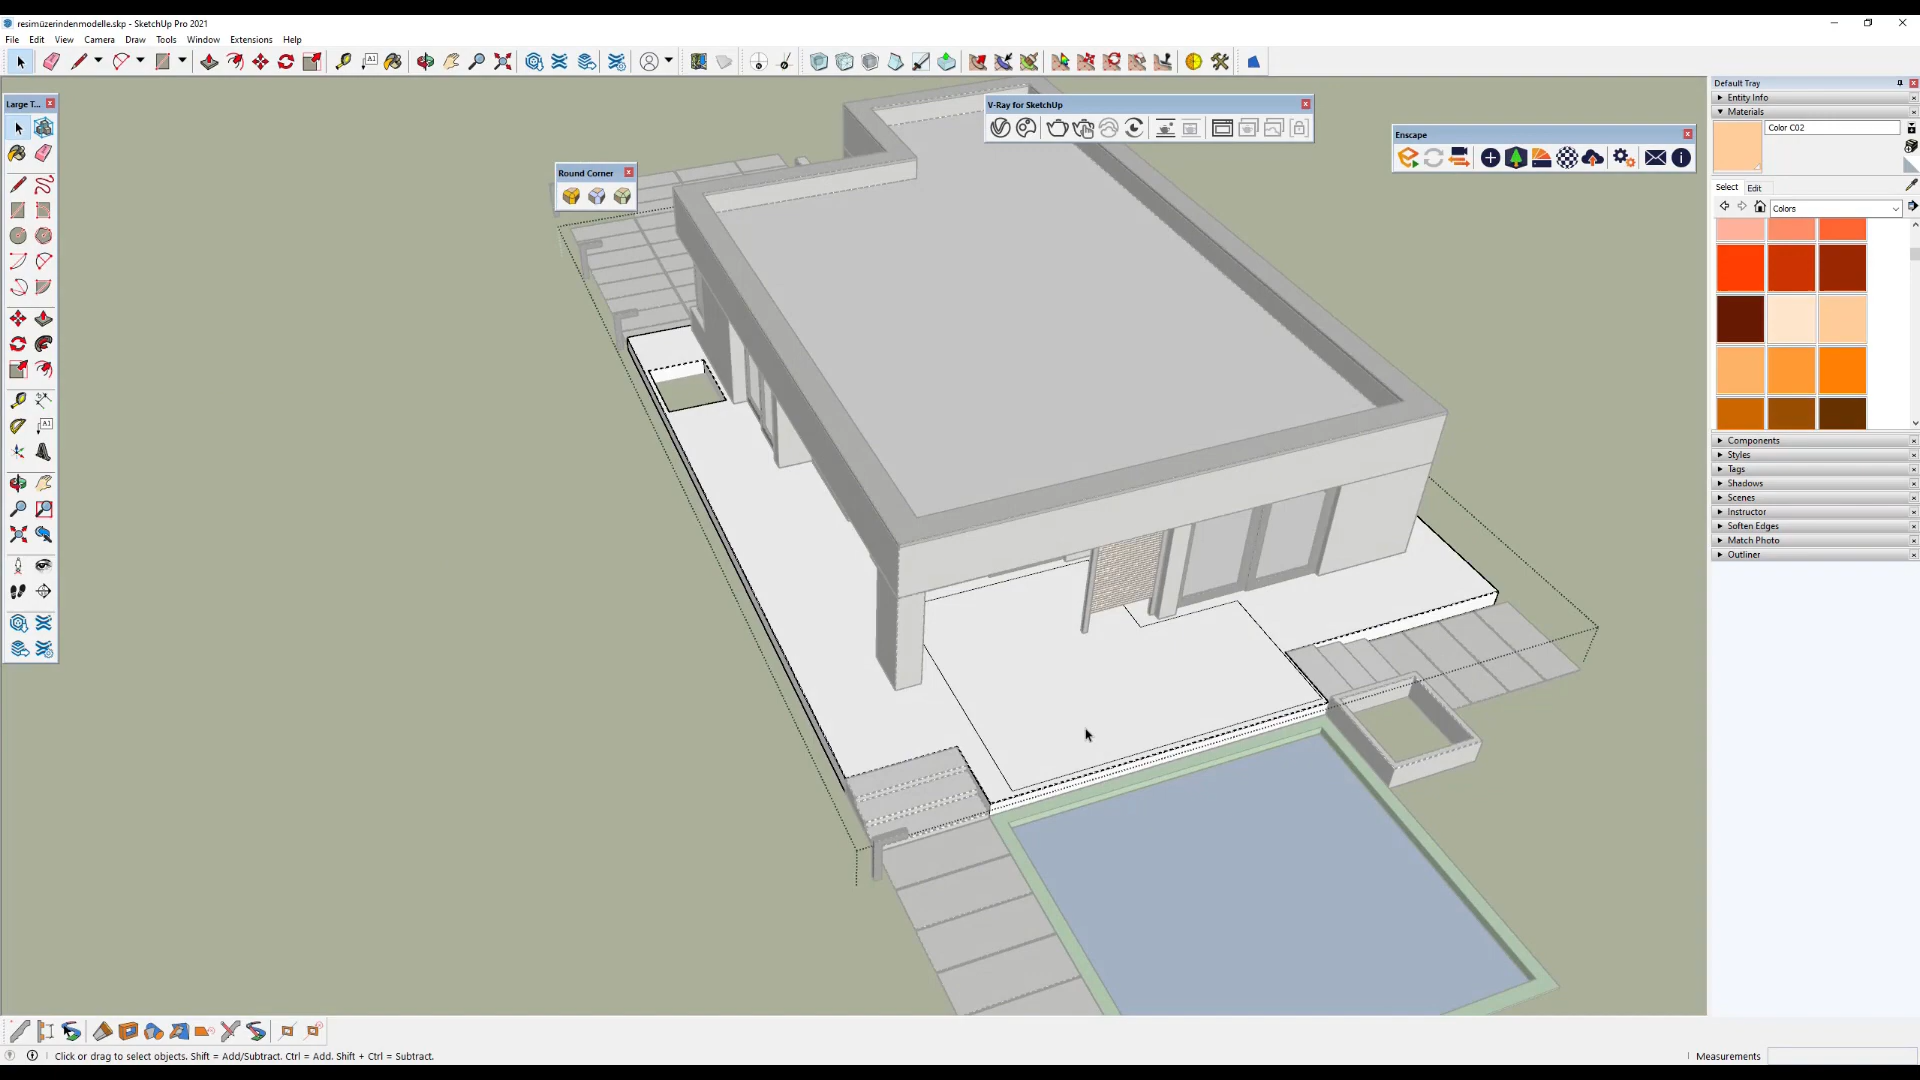 resimüzerindenmodelle.skp - SketchUp Pro 2021
File Edit View Camera Draw Tools Window Extensions Help
Large T...
Round Corner
V-Ray for SketchUp
Enscape
Default Tray
Entity Info
Materials
Color C02
Select Edit
Colors
Components
Styles
Tags
Shadows
Scenes
Instructor
Soften Edges
Match Photo
Outliner
Click or drag to select objects. Shift = Add/Subtract. Ctrl = Add. Shift + Ctrl = Subtract.
Measurements